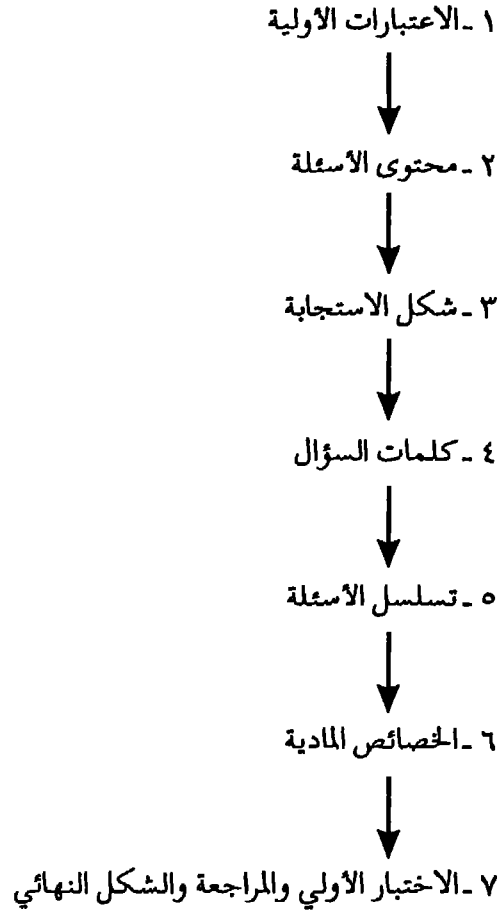 ١ ـ الاعتبارات الأولية
٢ ـ محتوى الأسئلة
٣ ـ شكل الاستجابة
٤ ـ كلمات السؤال
٥ ـ تسلسل الأسئلة
٦ ـ الخصائص المادية
٧ ـ الاختبار الأولي والمراجعة والشكل النهائي